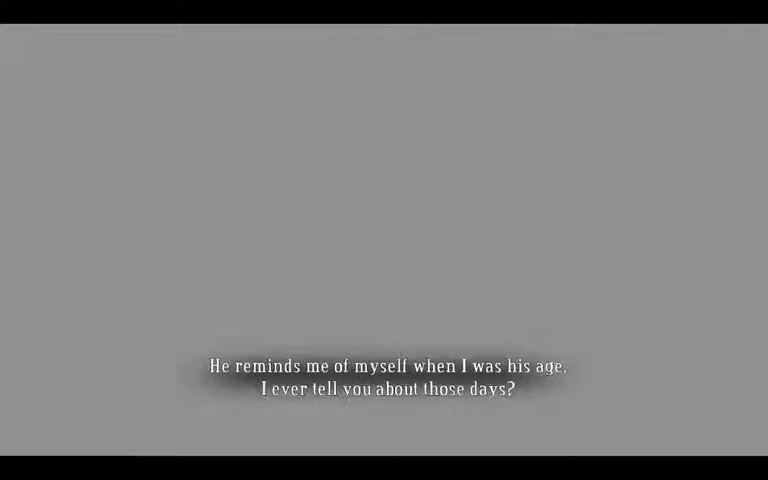 He reminds me of myself when I was his age.
I ever tell you about those days?